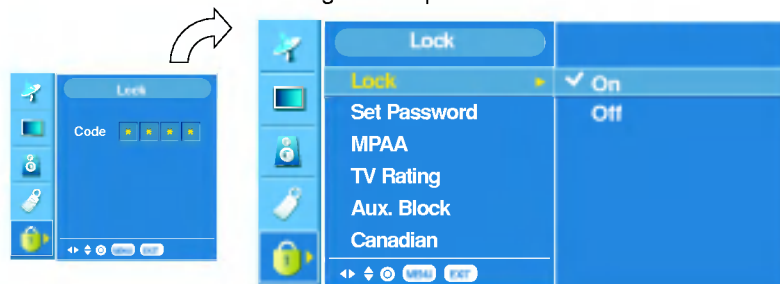 Lock
Code * * * *
MENU EXIT
Lock
Lock On
Set Password Off
MPAA
TV Rating
Aux. Block
Canadian
MENU EXIT